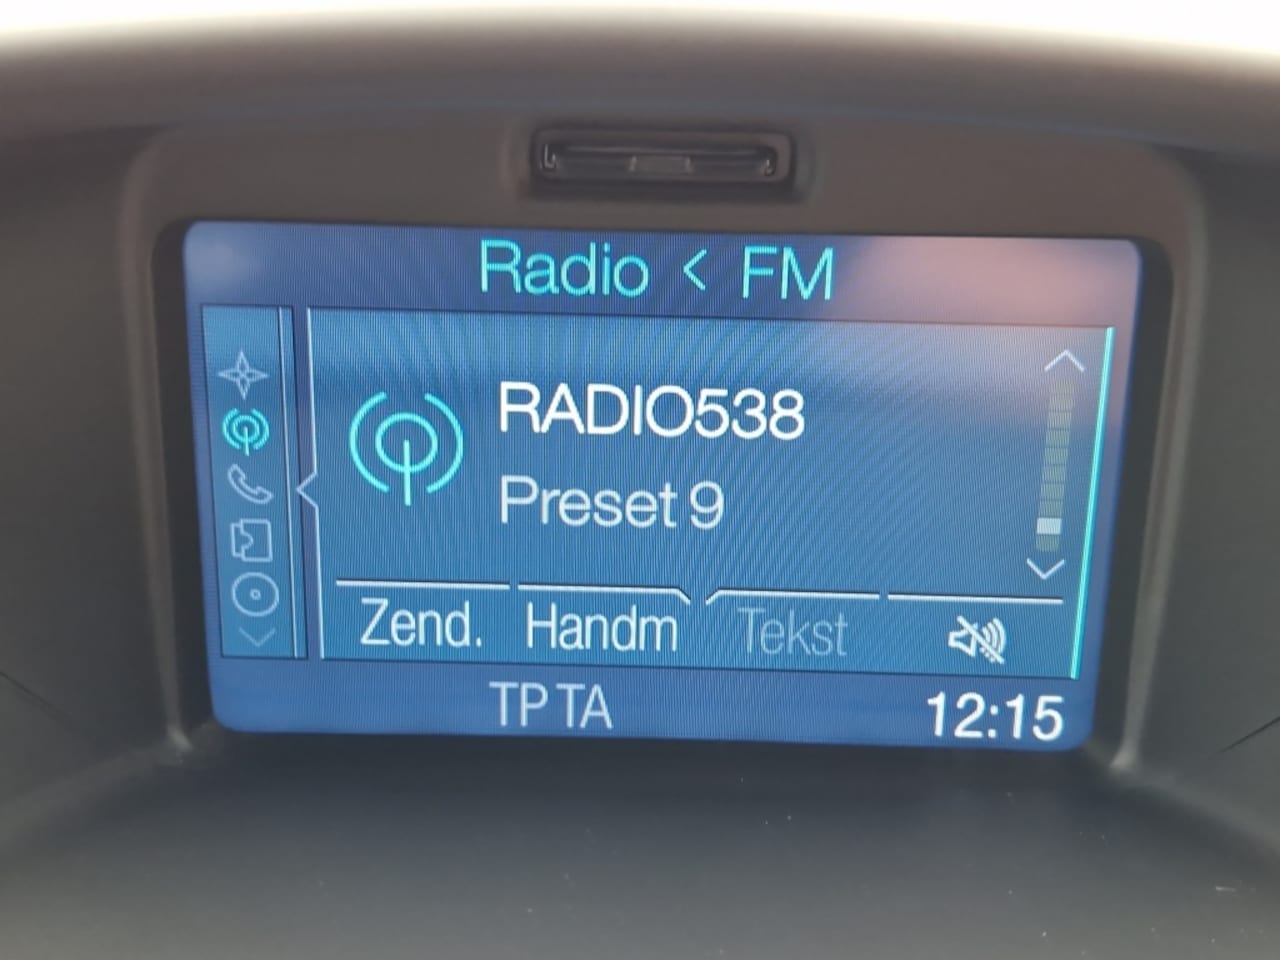 Radio < FM
RADIO538
Preset 9
Zend. Handm Tekst
TP TA 12:15